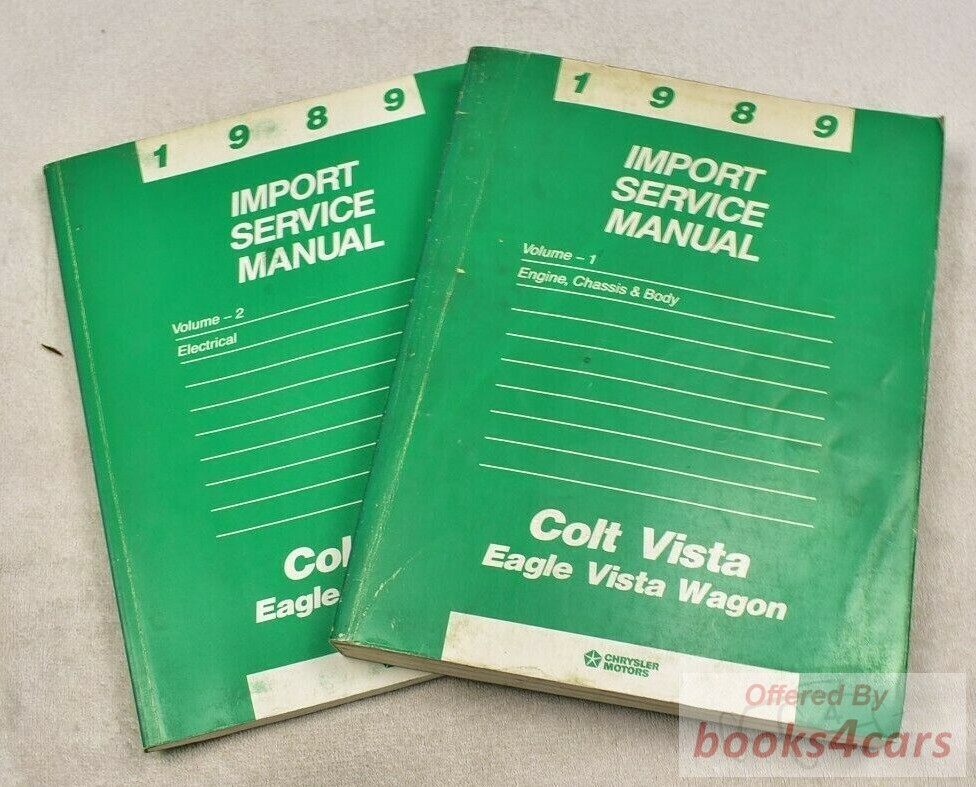 1 9 8 9
IMPORT
SERVICE
MANUAL
Volume - 2
Electrical
Col
Eagle
1 9 8 9
IMPORT
SERVICE
MANUAL
Volume - 1
Engine, Chassis & Body
Colt Vista
Eagle Vista Wagon
CHRYSLER
MOTORS
Offered By
books4cars